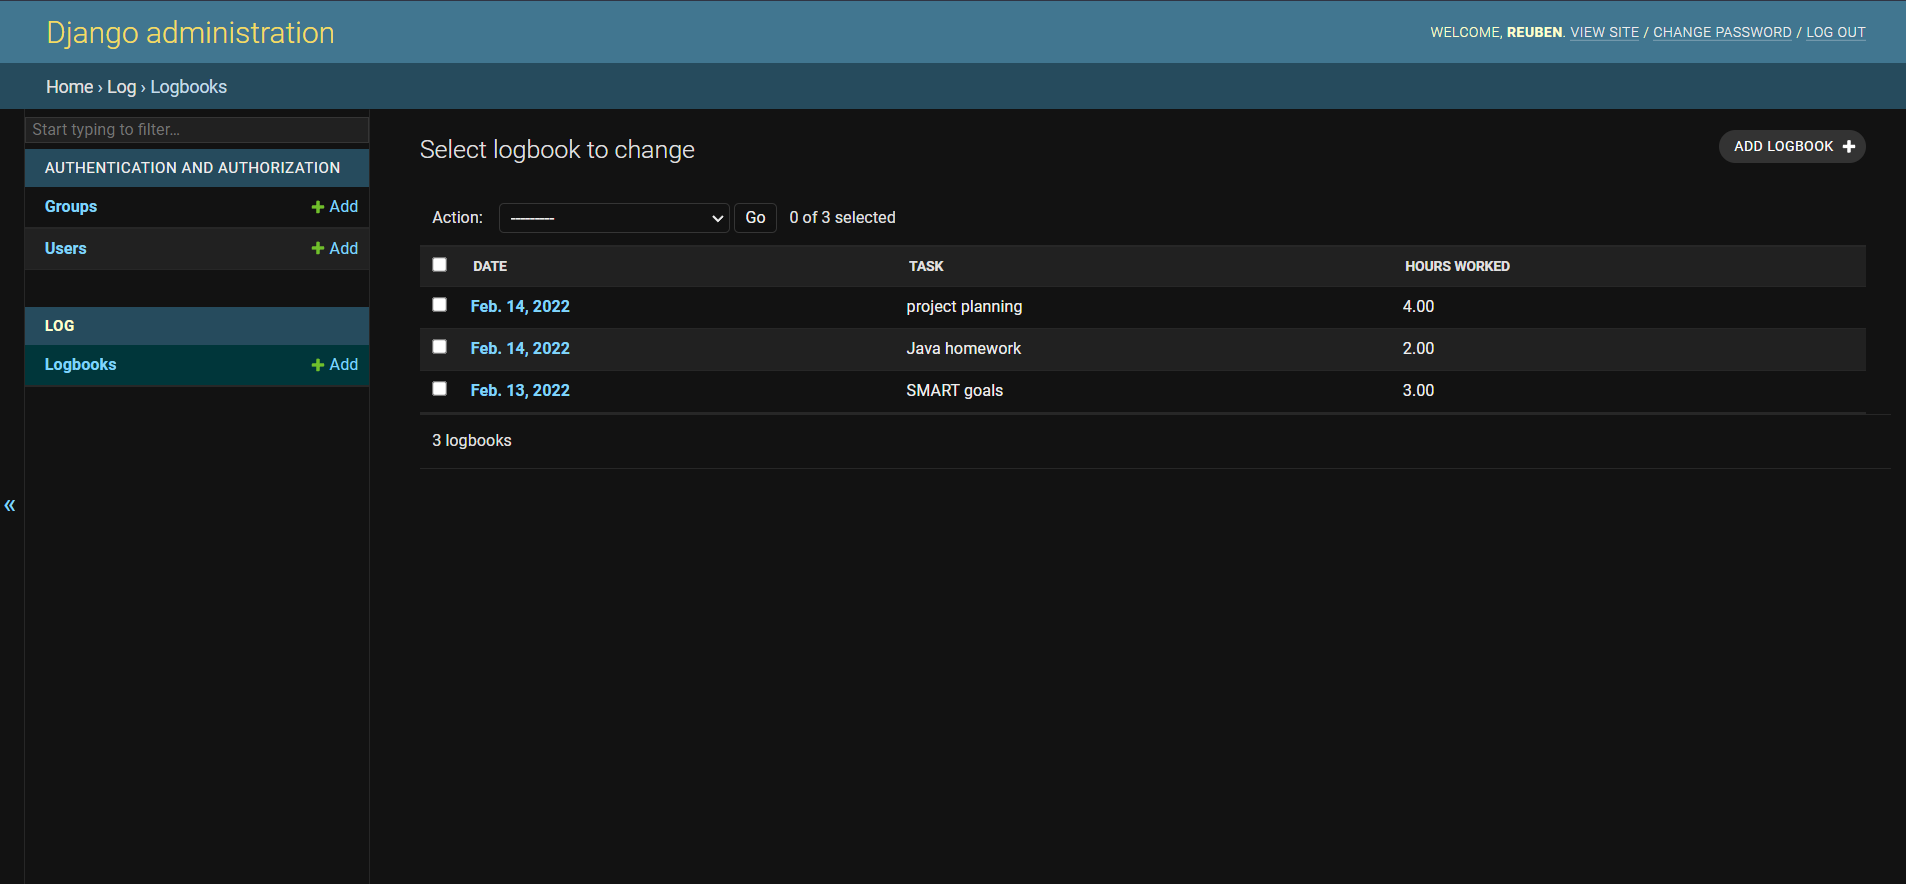 Django administration
WELCOME, REUBEN. VIEW SITE / CHANGE PASSWORD / LOG OUT
Home › Log › Logbooks
Start typing to filter...
AUTHENTICATION AND AUTHORIZATION
Groups + Add
Users + Add
LOG
Logbooks + Add
«
Select logbook to change
ADD LOGBOOK +
Action: --------- Go 0 of 3 selected
DATE TASK HOURS WORKED
Feb. 14, 2022 project planning 4.00
Feb. 14, 2022 Java homework 2.00
Feb. 13, 2022 SMART goals 3.00
3 logbooks